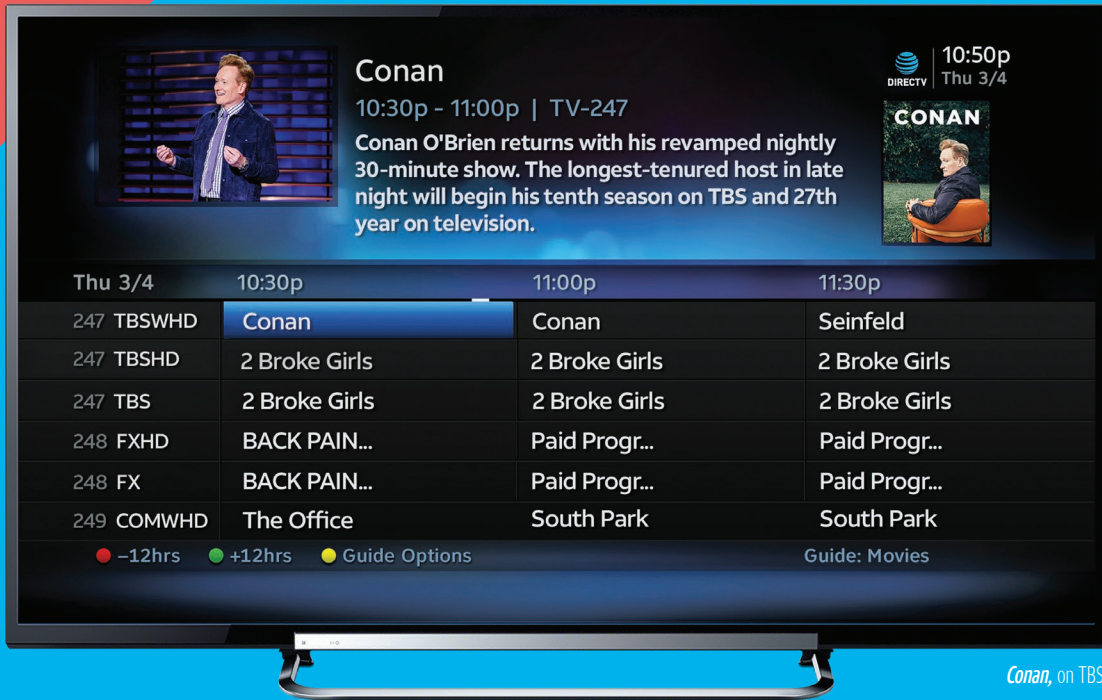 Conan
10:30p - 11:00p | TV-247
Conan O'Brien returns with his revamped nightly
30-minute show. The longest-tenured host in late
night will begin his tenth season on TBS and 27th
year on television.
DIRECTV
10:50p
Thu 3/4
CONAN
Thu 3/4 10:30p 11:00p 11:30p
247 TBSWHD Conan Conan Seinfeld
247 TBSHD 2 Broke Girls 2 Broke Girls 2 Broke Girls
247 TBS 2 Broke Girls 2 Broke Girls 2 Broke Girls
248 FXHD BACK PAIN... Paid Progr... Paid Progr...
248 FX BACK PAIN... Paid Progr... Paid Progr...
249 COMWHD The Office South Park South Park
–12hrs +12hrs Guide Options Guide: Movies
Conan, on TBS